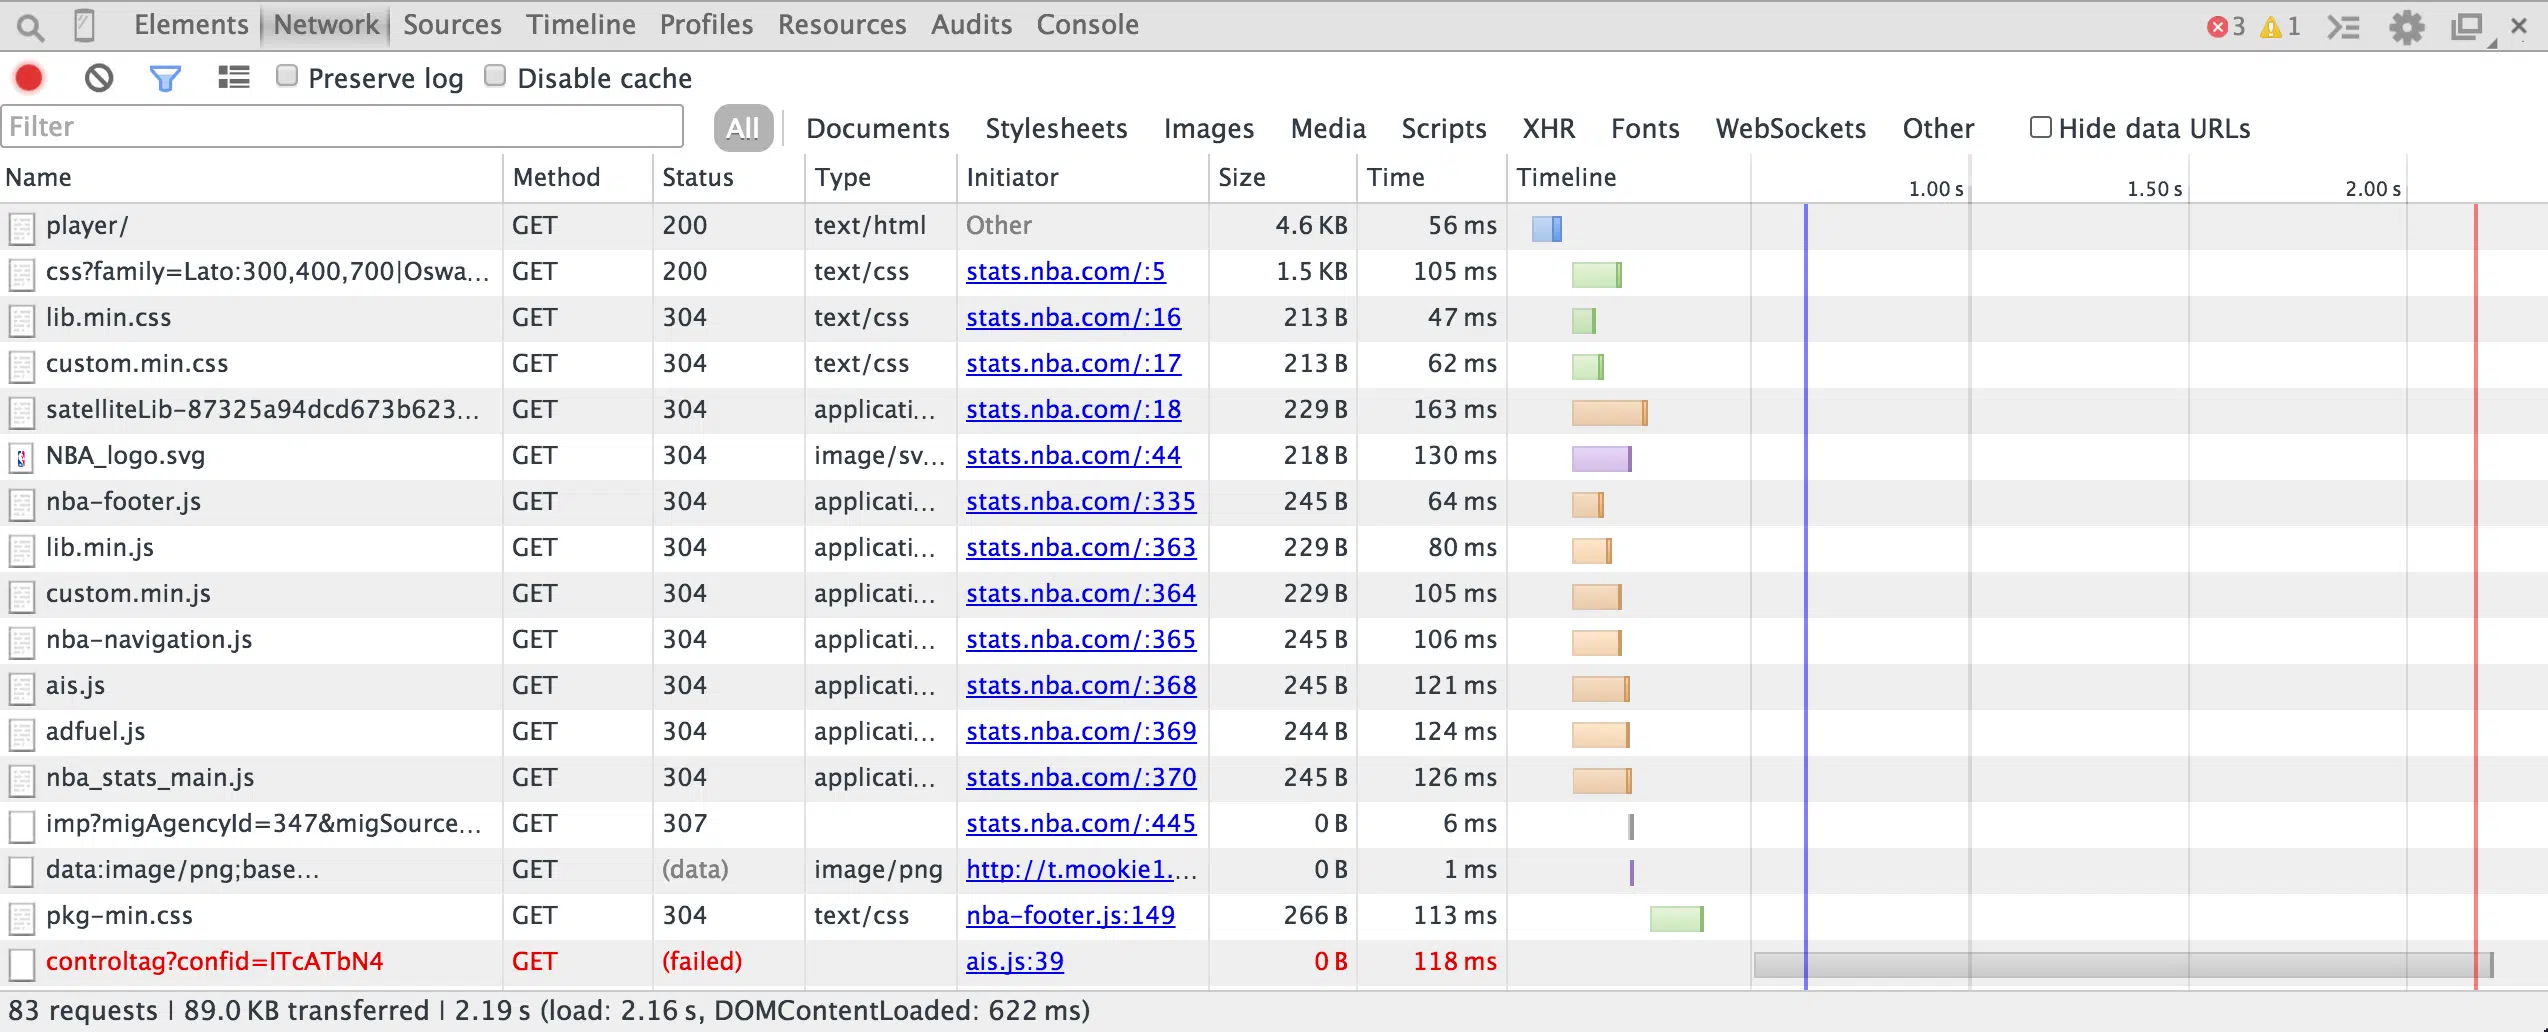 Elements Network Sources Timeline Profiles Resources Audits Console 3 1
Preserve log Disable cache
Filter All Documents Stylesheets Images Media Scripts XHR Fonts WebSockets Other Hide data URLs
Name Method Status Type Initiator Size Time Timeline 1.00 s 1.50 s 2.00 s
player/ GET 200 text/html Other 4.6 KB 56 ms
css?family=Lato:300,400,700|Oswa... GET 200 text/css stats.nba.com/:5 1.5 KB 105 ms
lib.min.css GET 304 text/css stats.nba.com/:16 213 B 47 ms
custom.min.css GET 304 text/css stats.nba.com/:17 213 B 62 ms
satelliteLib-87325a94dcd673b623... GET 304 applicati... stats.nba.com/:18 229 B 163 ms
NBA_logo.svg GET 304 image/sv... stats.nba.com/:44 218 B 130 ms
nba-footer.js GET 304 applicati... stats.nba.com/:335 245 B 64 ms
lib.min.js GET 304 applicati... stats.nba.com/:363 229 B 80 ms
custom.min.js GET 304 applicati... stats.nba.com/:364 229 B 105 ms
nba-navigation.js GET 304 applicati... stats.nba.com/:365 245 B 106 ms
ais.js GET 304 applicati... stats.nba.com/:368 245 B 121 ms
adfuel.js GET 304 applicati... stats.nba.com/:369 244 B 124 ms
nba_stats_main.js GET 304 applicati... stats.nba.com/:370 245 B 126 ms
imp?migAgencyId=347&migSource... GET 307 stats.nba.com/:445 0 B 6 ms
data:image/png;base... GET (data) image/png http://t.mookie1.... 0 B 1 ms
pkg-min.css GET 304 text/css nba-footer.js:149 266 B 113 ms
controltag?confid=ITcATbN4 GET (failed) ais.js:39 0 B 118 ms
83 requests | 89.0 KB transferred | 2.19 s (load: 2.16 s, DOMContentLoaded: 622 ms)